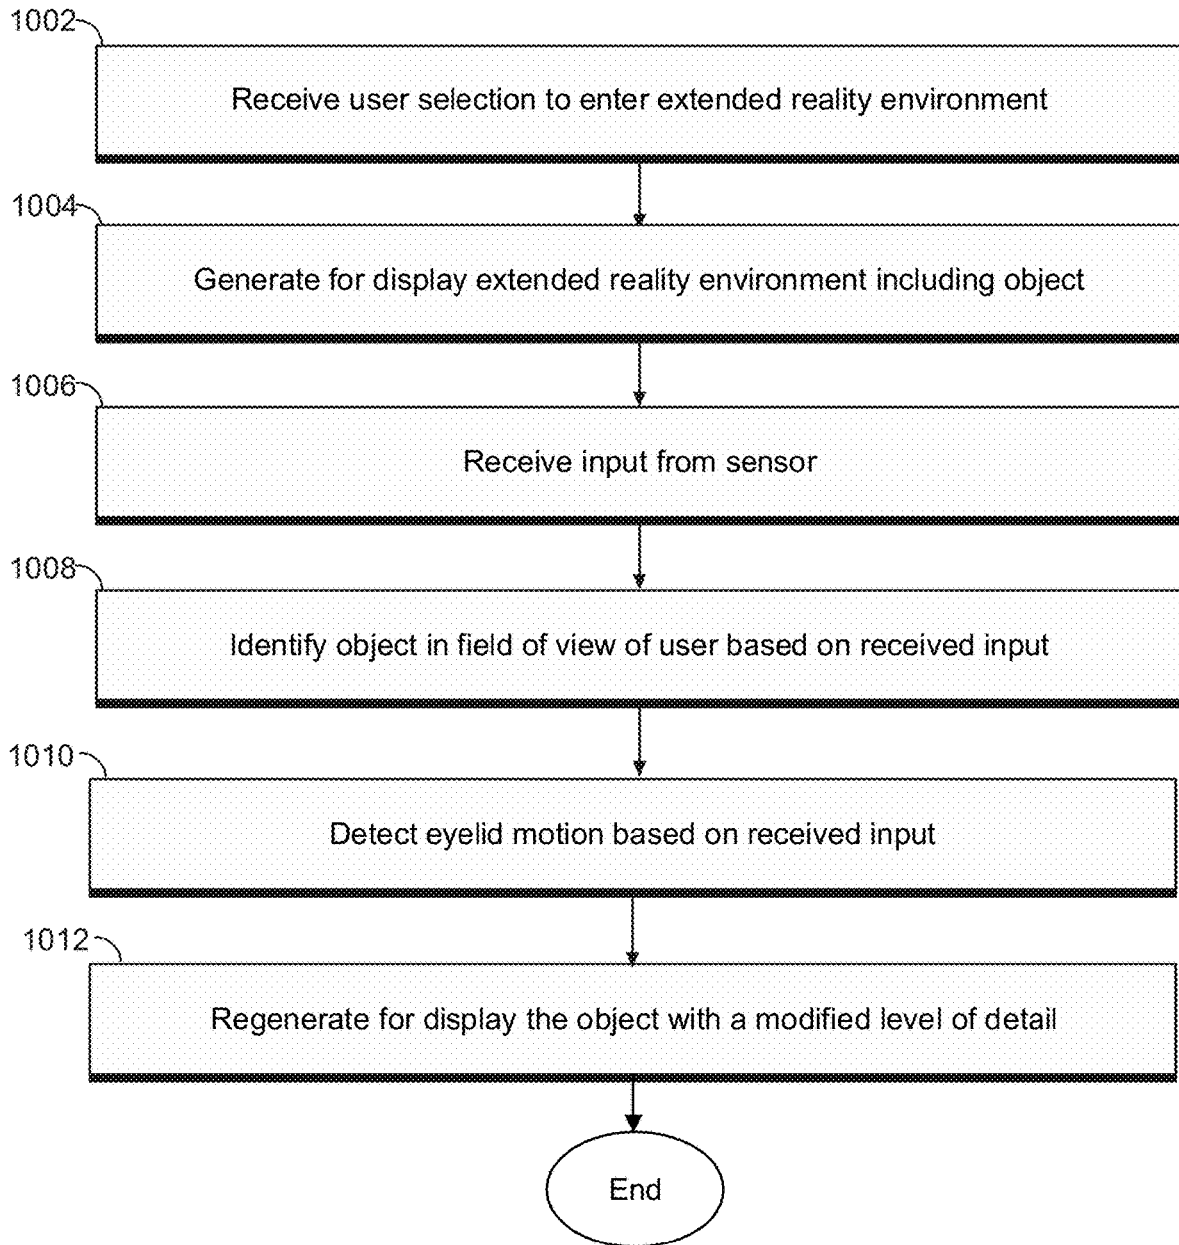 1002
Receive user selection to enter extended reality environment
1004
Generate for display extended reality environment including object
1006
Receive input from sensor
1008
Identify object in field of view of user based on received input
1010
Detect eyelid motion based on received input
1012
Regenerate for display the object with a modified level of detail
End